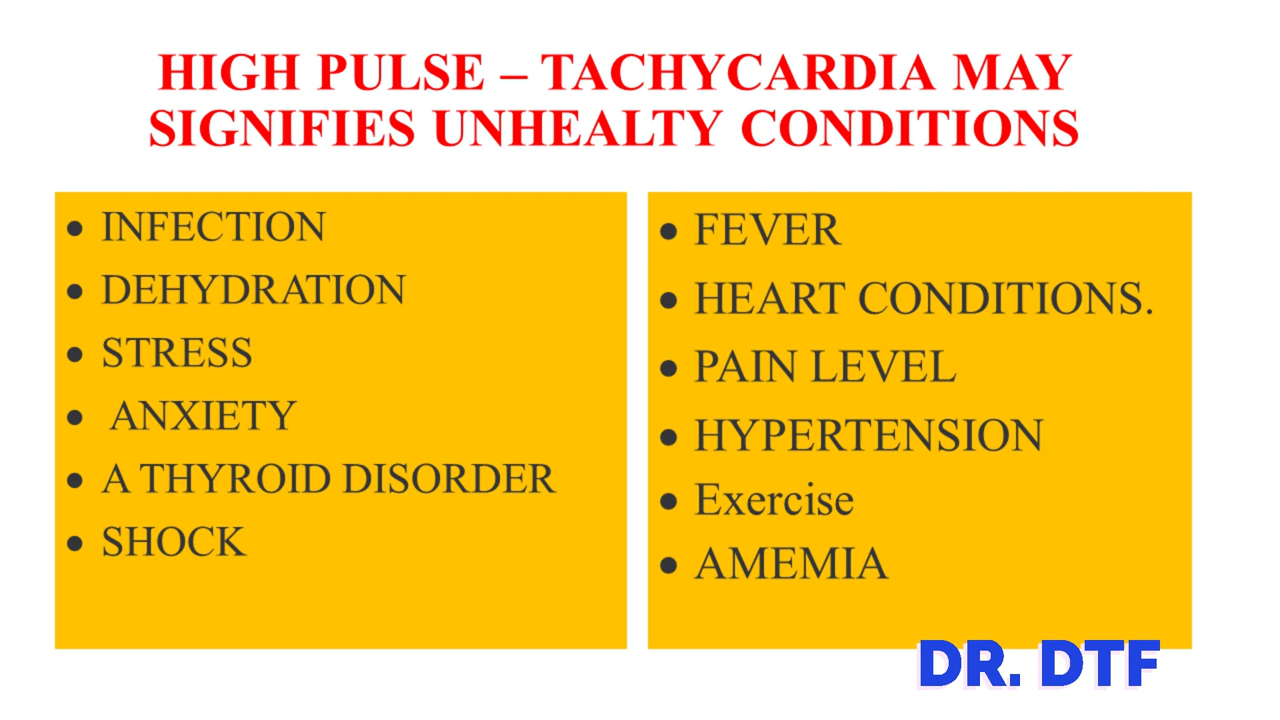 HIGH PULSE – TACHYCARDIA MAY
SIGNIFIES UNHEALTY CONDITIONS
• INFECTION
• DEHYDRATION
• STRESS
• ANXIETY
• A THYROID DISORDER
• SHOCK
• FEVER
• HEART CONDITIONS.
• PAIN LEVEL
• HYPERTENSION
• Exercise
• AMEMIA
DR. DTF